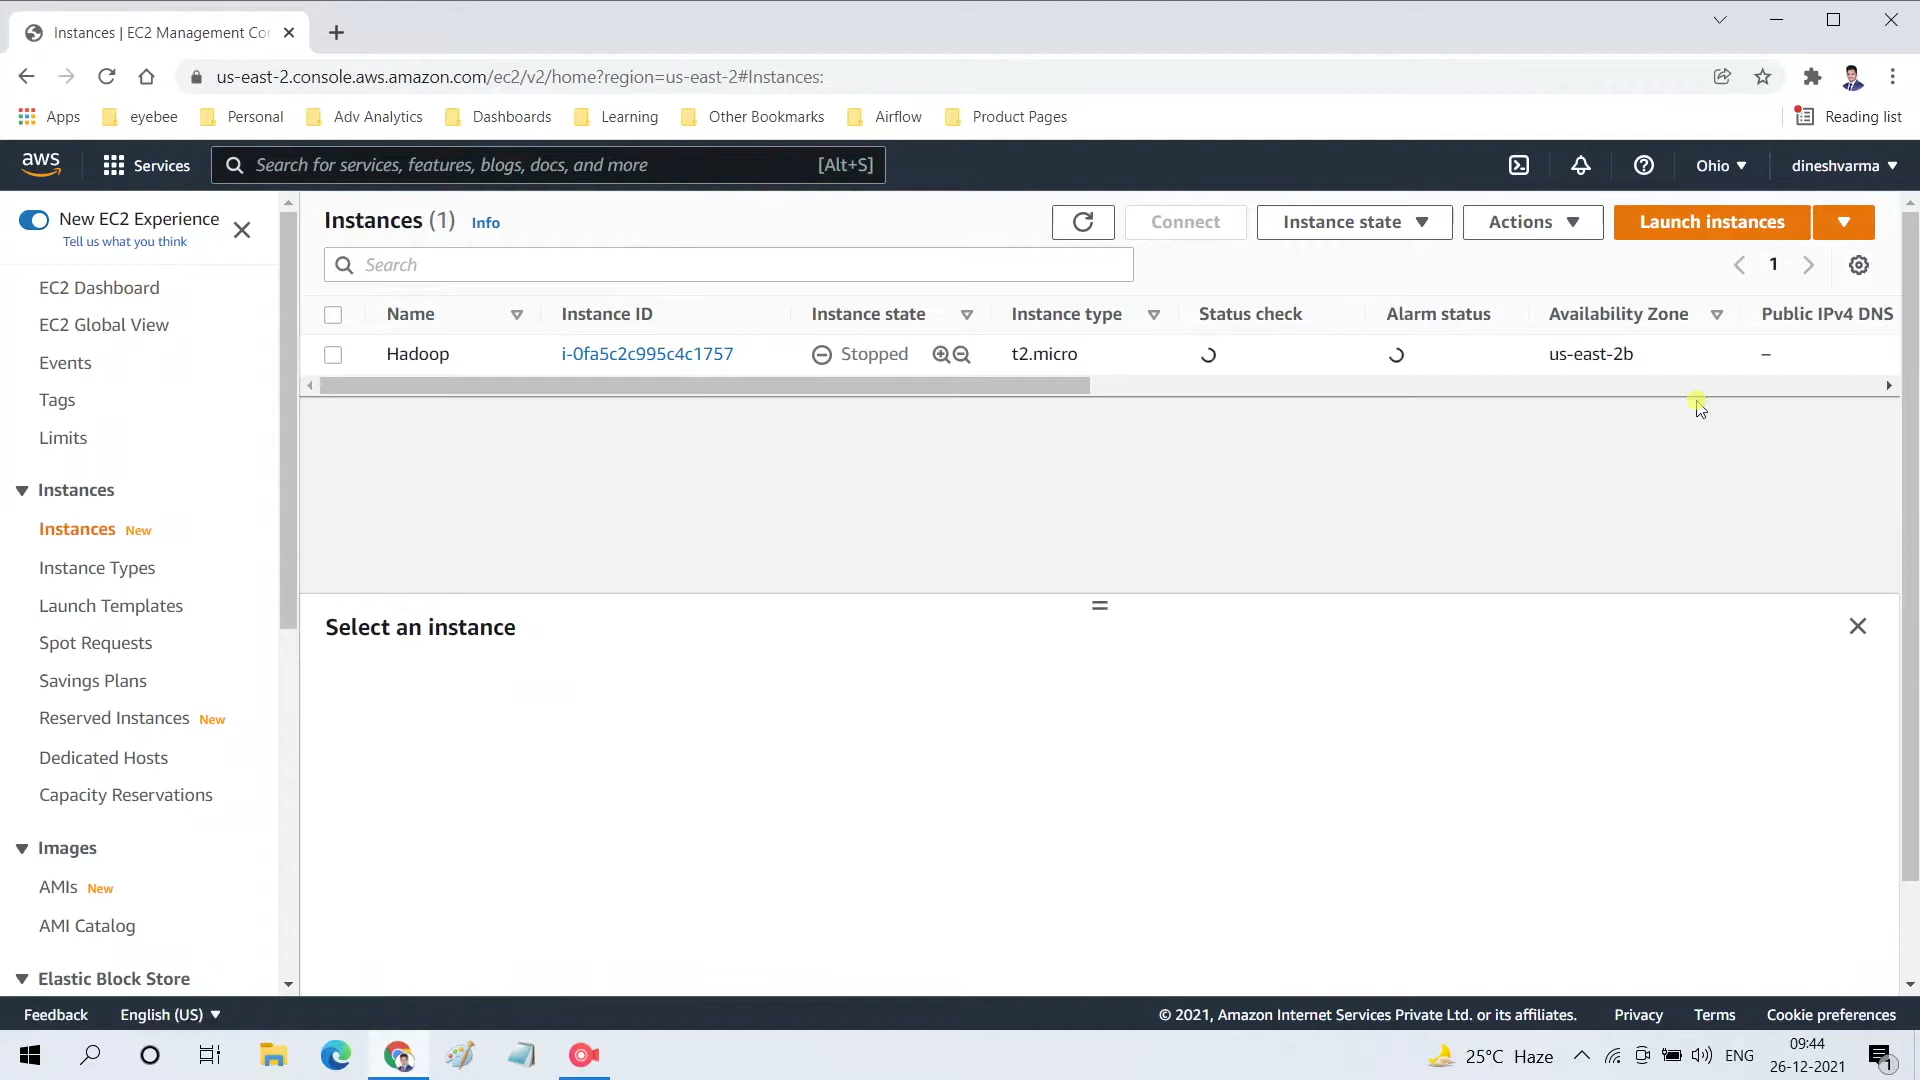 Instances | EC2 Management Con
us-east-2.console.aws.amazon.com/ec2/v2/home?region=us-east-2#Instances:
Apps eyebee Personal Adv Analytics Dashboards Learning Other Bookmarks Airflow Product Pages Reading list
aws Services Search for services, features, blogs, docs, and more [Alt+S] Ohio dineshvarma
New EC2 Experience
Tell us what you think
EC2 Dashboard
EC2 Global View
Events
Tags
Limits
Instances
Instances New
Instance Types
Launch Templates
Spot Requests
Savings Plans
Reserved Instances New
Dedicated Hosts
Capacity Reservations
Images
AMIs New
AMI Catalog
Elastic Block Store
Instances (1) Info Connect Instance state Actions Launch instances
Search 1
Name Instance ID Instance state Instance type Status check Alarm status Availability Zone Public IPv4 DNS
Hadoop i-0fa5c2c995c4c1757 Stopped t2.micro us-east-2b –
Select an instance
Feedback English (US) © 2021, Amazon Internet Services Private Ltd. or its affiliates. Privacy Terms Cookie preferences
25°C Haze ENG 09:44
26-12-2021 1